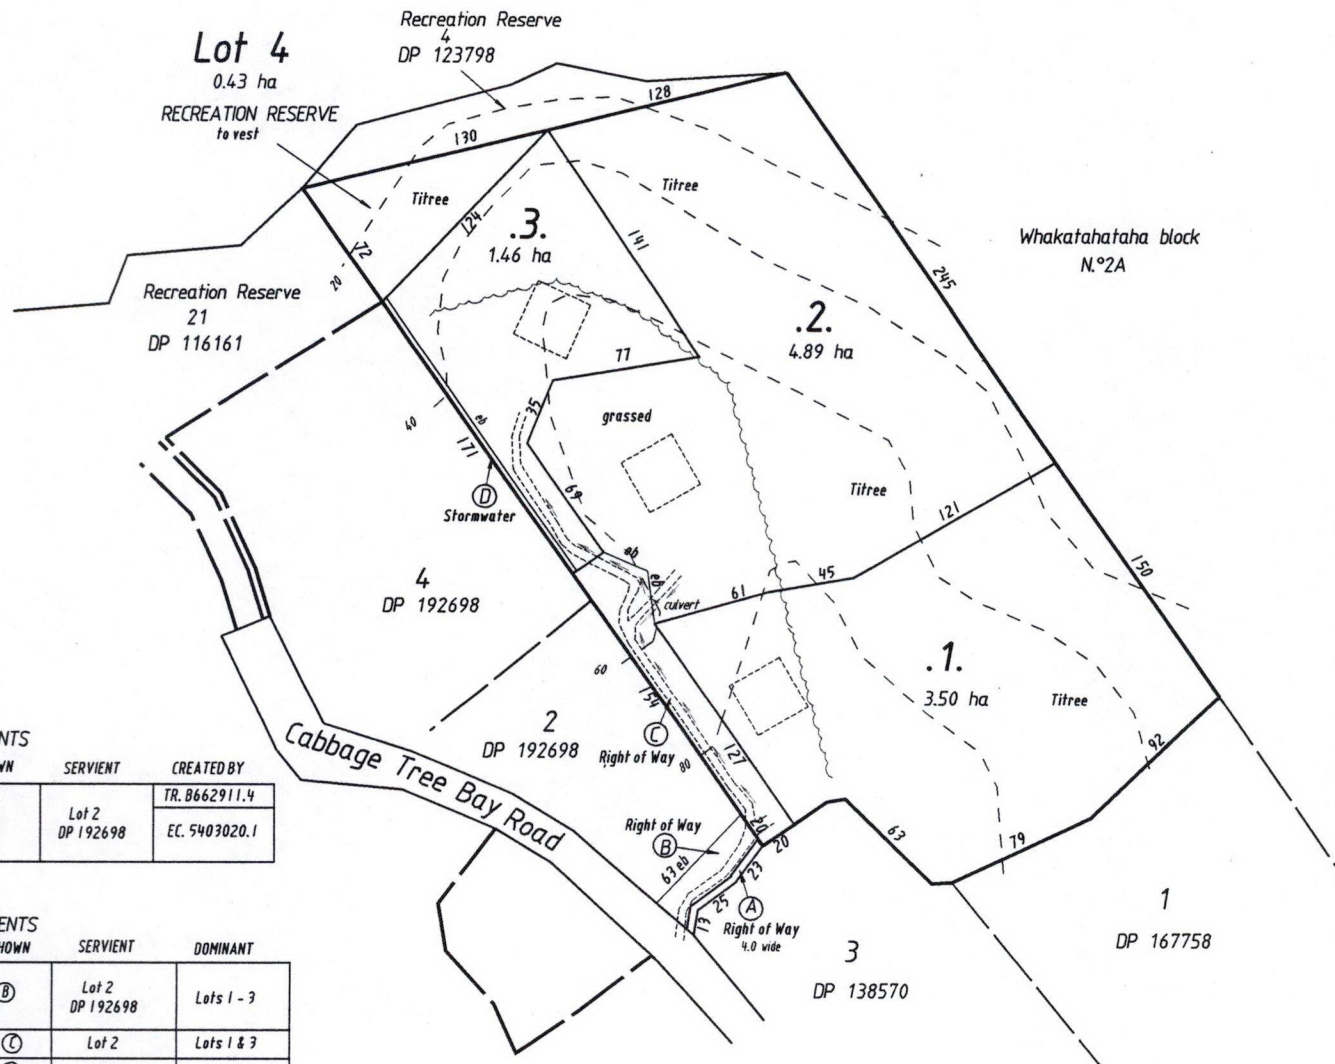 Recreation Reserve
4
DP 123798
Lot 4
0.43 ha
RECREATION RESERVE
to vest
128
130
Titree
Titree
124
.3.
1.46 ha
141
72
20
245
Whakatahataha block
N.º2A
Recreation Reserve
21
DP 116161
.2.
4.89 ha
77
35
grassed
40
eb
171
D
Stormwater
69
Titree
121
eb
eb
culvert
61
45
150
4
DP 192698
60
154
.1.
3.50 ha
Titree
2
DP 192698
C
Right of Way
80
127
92
Cabbage Tree Bay Road
Right of Way
B
63 eb
20
20
23
63
79
A
25
13
Right of Way
4.0 wide
3
DP 138570
1
DP 167758
NTS
WN SERVIENT CREATED BY
Lot 2
DP 192698
TR. B662911.4
EC. 5403020.1
ENTS
HOWN SERVIENT DOMINANT
B Lot 2
DP 192698 Lots 1 - 3
C Lot 2 Lots 1 & 3